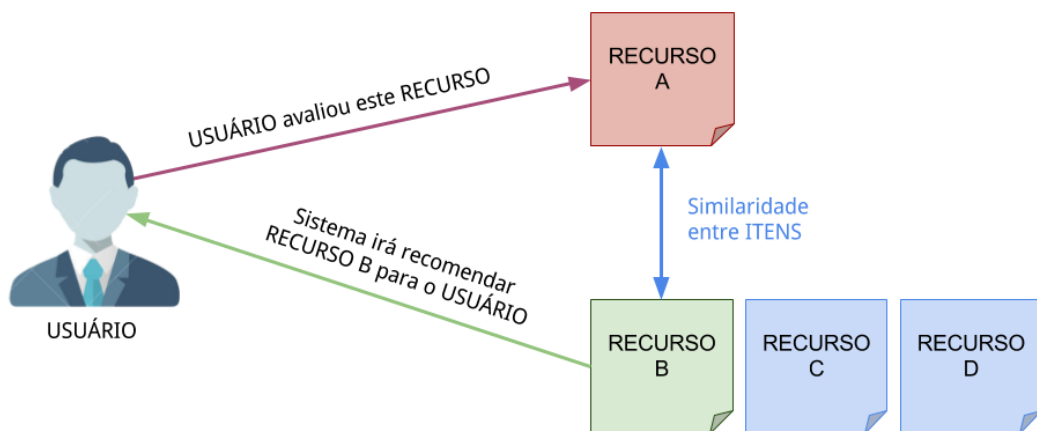 RECURSO
A
USUÁRIO avaliou este RECURSO
Similaridade
entre ITENS
Sistema irá recomendar
RECURSO B para o USUÁRIO
USUÁRIO
RECURSO
B
RECURSO
C
RECURSO
D